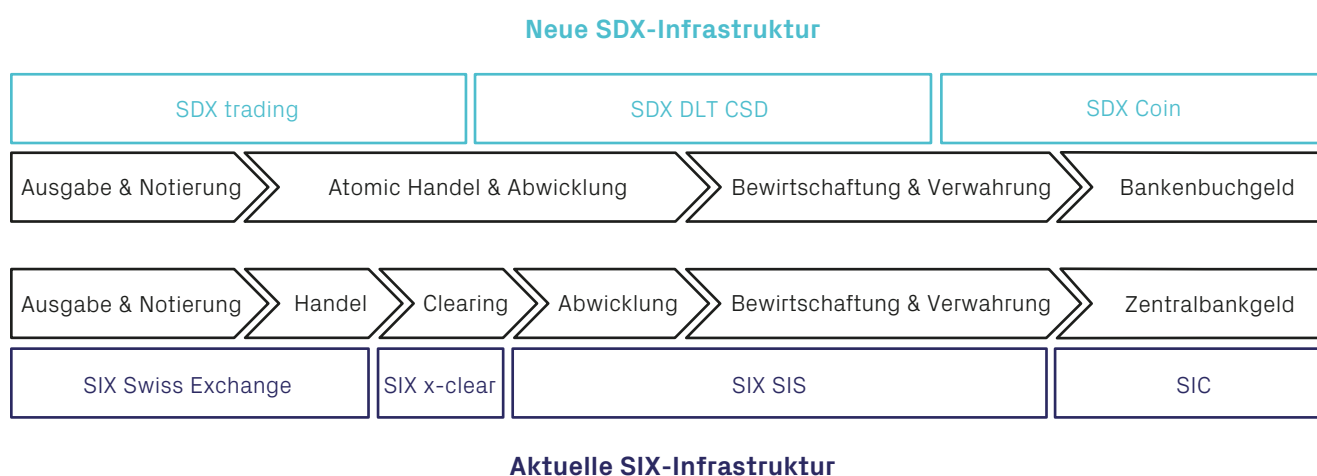 Neue SDX-Infrastruktur
SDX trading SDX DLT CSD SDX Coin
Ausgabe & Notierung Atomic Handel & Abwicklung Bewirtschaftung & Verwahrung Bankenbuchgeld
Ausgabe & Notierung Handel Clearing Abwicklung Bewirtschaftung & Verwahrung Zentralbankgeld
SIX Swiss Exchange SIX x-clear SIX SIS SIC
Aktuelle SIX-Infrastruktur